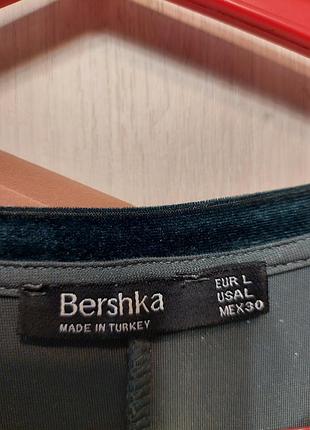 Bershka
MADE IN TURKEY
EUR L
USA L
MEX 30